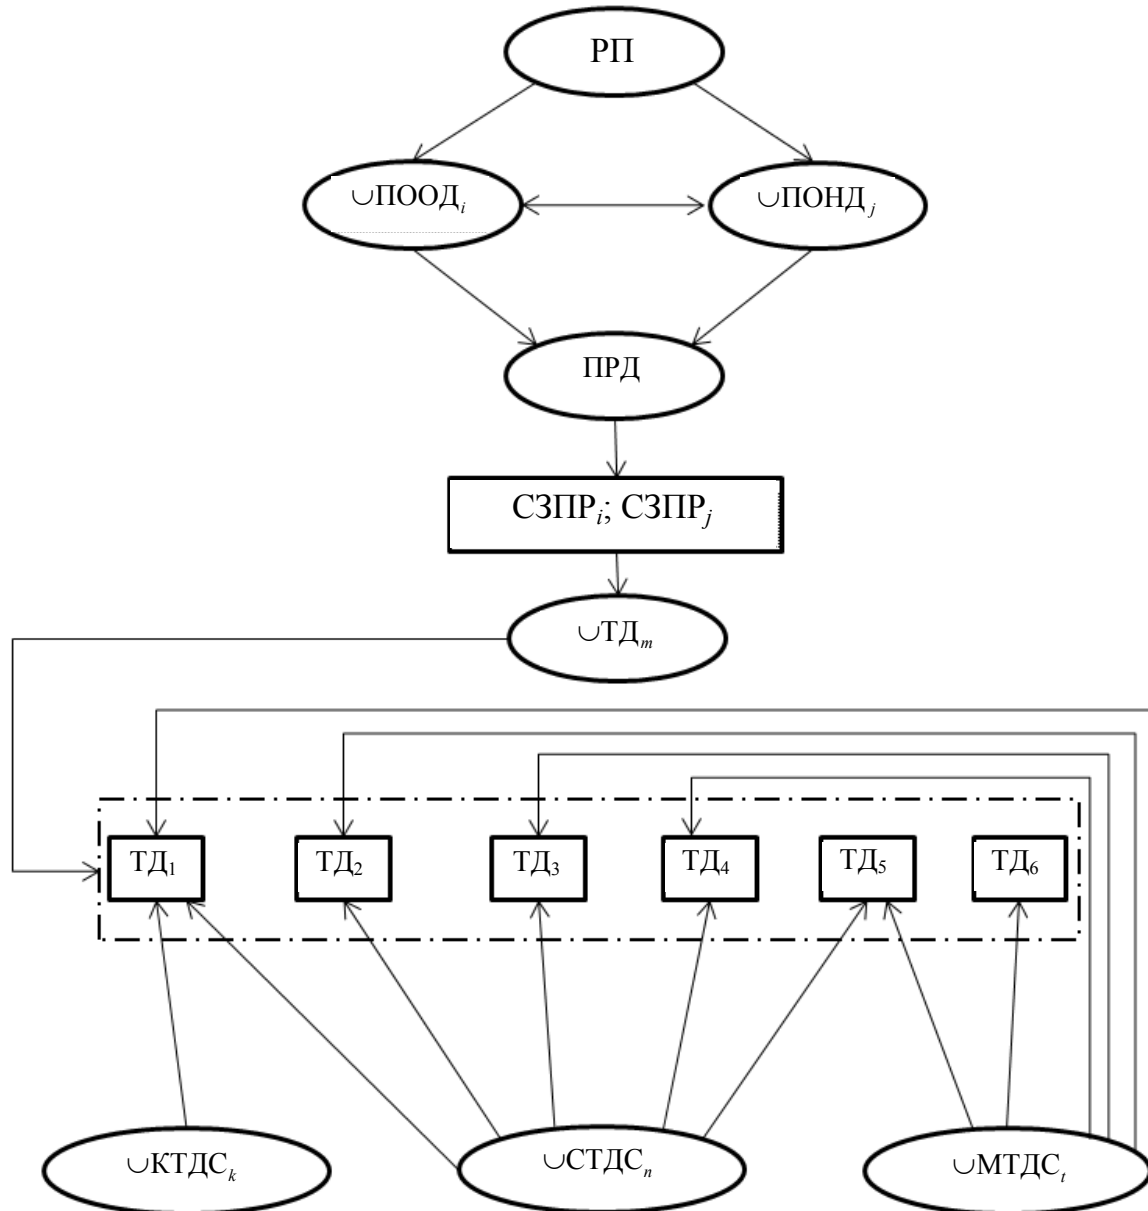 РП
∪ПООД𝑖
∪ПОНД𝑗
ПРД
СЗПР𝑖; СЗПР𝑗
∪ТД𝑚
ТД₁
ТД₂
ТД₃
ТД₄
ТД₅
ТД₆
∪КТДС𝑘
∪СТДС𝑛
∪МТДС𝑡